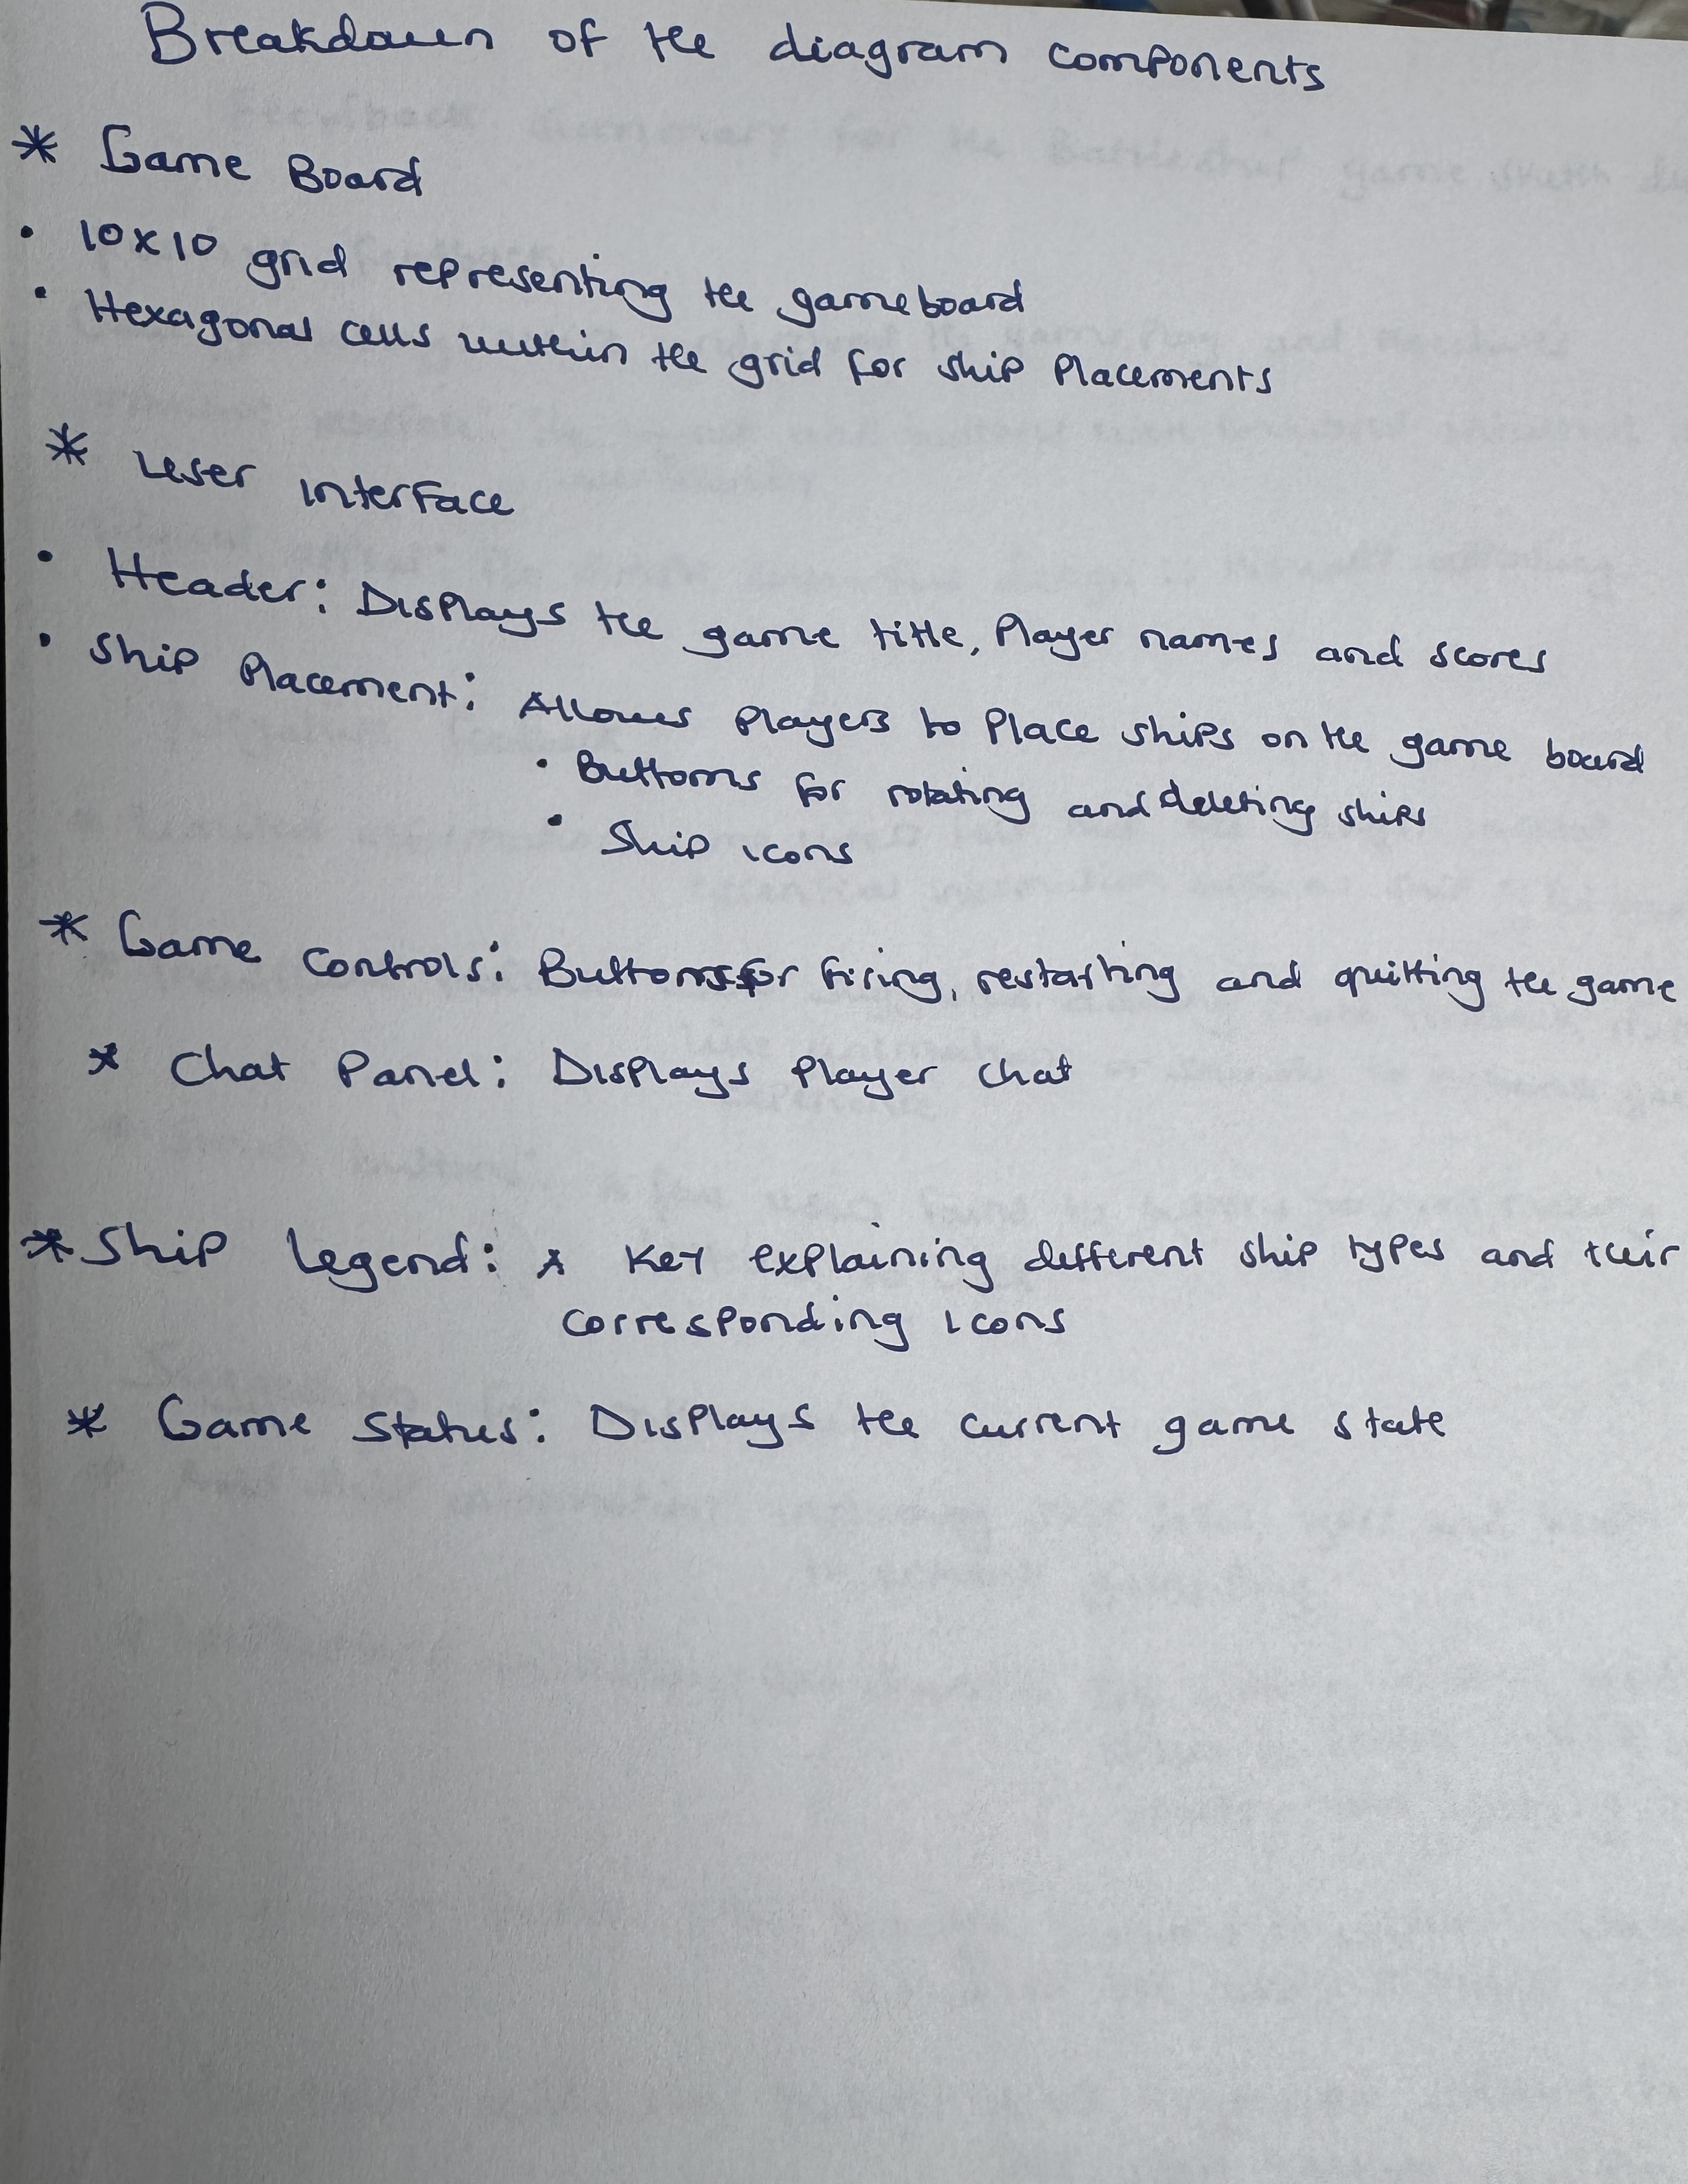 Breakdown of the diagram components
* Game Board
• 10x10 grid representing the gameboard
• Hexagonal cells within the grid for ship Placements
* User interface
• Header: Displays the game title, Player names and scores
• Ship Placement: Allows Players to Place ships on the game board
• Buttons for rotating and deleting ships
• Ship icons
* Game Controls: Buttons for firing, restarting and quitting the game
* Chat Panel: Displays Player chat
* Ship Legend: A Key explaining different ship types and their
corresponding icons
* Game Status: Displays the current game state